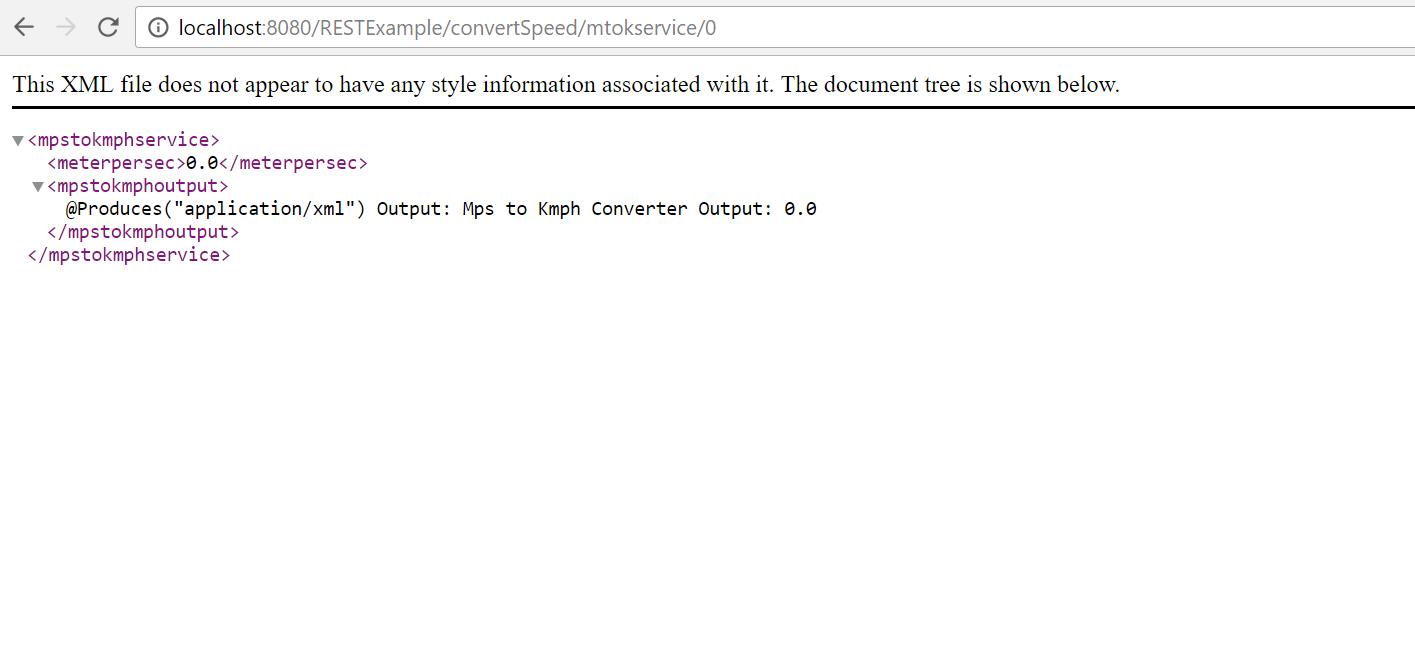 localhost:8080/RESTExample/convertSpeed/mtokservice/0
This XML file does not appear to have any style information associated with it. The document tree is shown below.
▼<mpstokmphservice>
<meterpersec>0.0</meterpersec>
▼<mpstokmphoutput>
@Produces("application/xml") Output: Mps to Kmph Converter Output: 0.0
</mpstokmphoutput>
</mpstokmphservice>